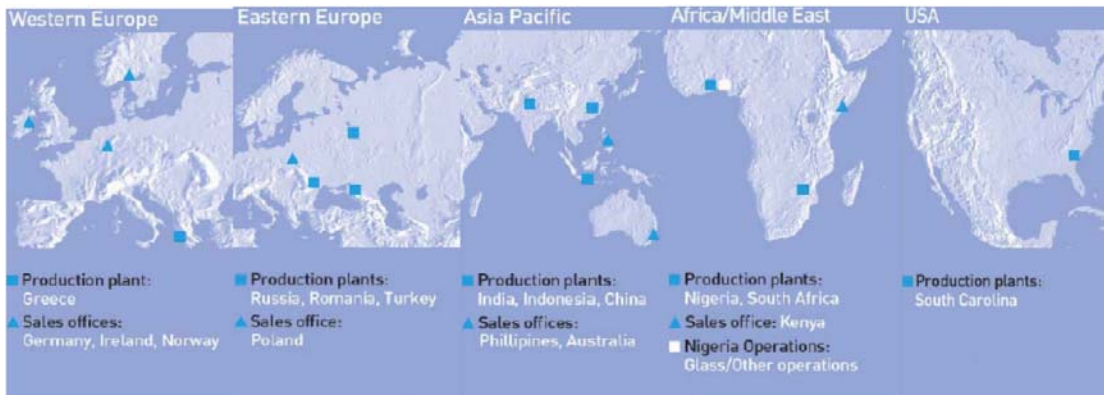 Western Europe
Production plant:
Greece
Sales offices:
Germany, Ireland, Norway
Eastern Europe
Production plants:
Russia, Romania, Turkey
Sales office:
Poland
Asia Pacific
Production plants:
India, Indonesia, China
Sales offices:
Phillipines, Australia
Africa/Middle East
Production plants:
Nigeria, South Africa
Sales office: Kenya
Nigeria Operations:
Glass/Other operations
USA
Production plants:
South Carolina